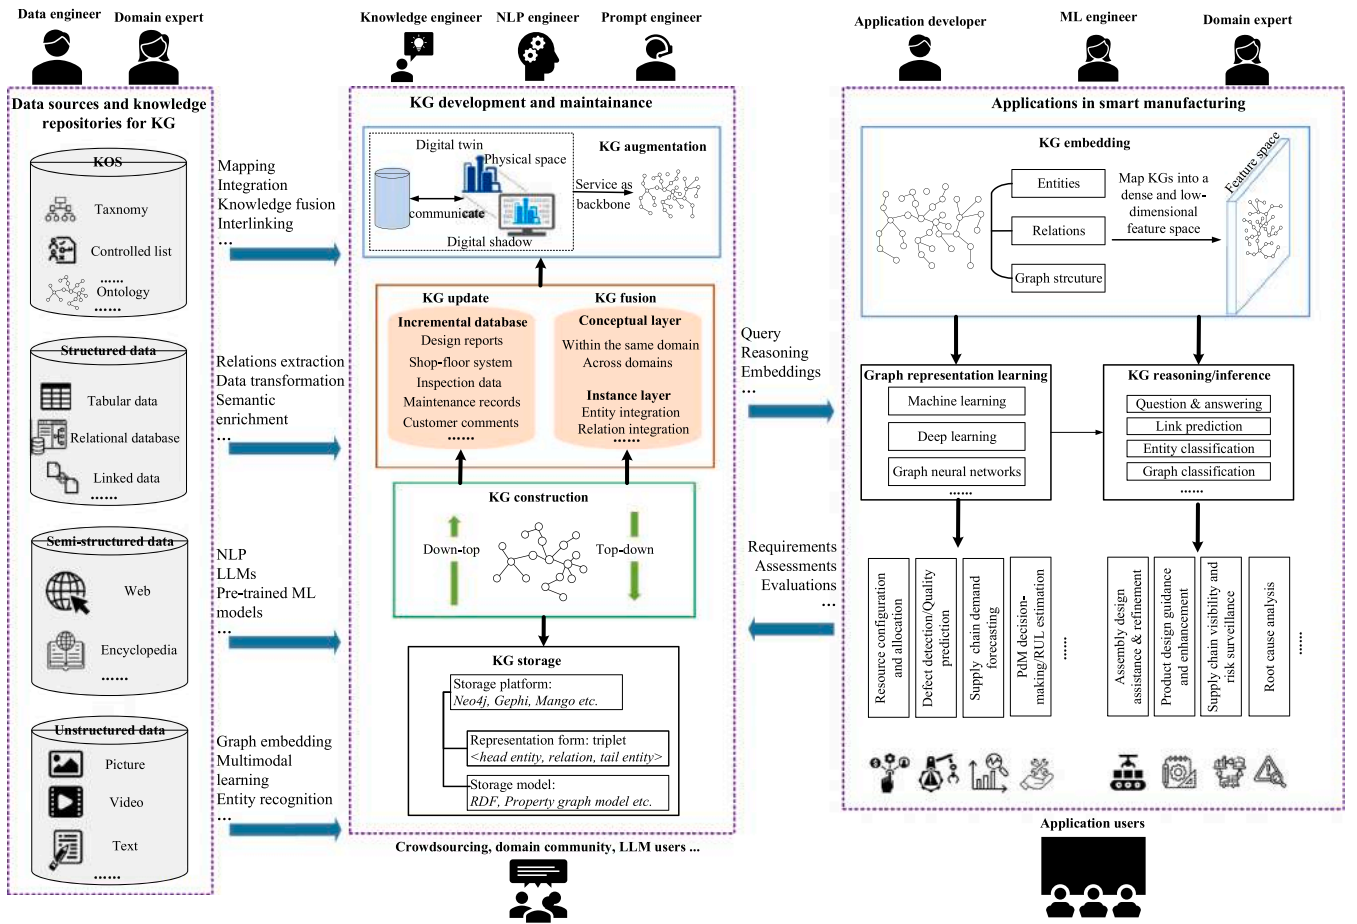 Data engineer
Domain expert
Data sources and knowledge
repositories for KG
KOS
Taxnomy
Controlled list
......
Ontology
......
Structured data
Tabular data
Relational database
Linked data
......
Semi-structured data
Web
Encyclopedia
......
Unstructured data
Picture
Video
Text
......
Mapping
Integration
Knowledge fusion
Interlinking
...
Relations extraction
Data transformation
Semantic
enrichment
...
NLP
LLMs
Pre-trained ML
models
...
Graph embedding
Multimodal
learning
Entity recognition
...
Knowledge engineer
NLP engineer
Prompt engineer
KG development and maintainance
KG augmentation
Digital twin
Physical space
communicate
Digital shadow
Service as
backbone
KG update
Incremental database
Design reports
Shop-floor system
Inspection data
Maintenance records
Customer comments
......
KG fusion
Conceptual layer
Within the same domain
Across domains
Instance layer
Entity integration
Relation integration
......
KG construction
Down-top
Top-down
KG storage
Storage platform:
Neo4j, Gephi, Mango etc.
Representation form: triplet
<head entity, relation, tail entity>
Storage model:
RDF, Property graph model etc.
Crowdsourcing, domain community, LLM users ...
Query
Reasoning
Embeddings
...
Requirements
Assessments
Evaluations
...
Application developer
ML engineer
Domain expert
Applications in smart manufacturing
KG embedding
Entities
Relations
Graph strcuture
Map KGs into a
dense and low-
dimensional
feature space
Feature space
Graph representation learning
Machine learning
Deep learning
Graph neural networks
......
KG reasoning/inference
Question & answering
Link prediction
Entity classification
Graph classification
......
Resource configuration
and allocation
Defect detection/Quality
prediction
Supply chain demand
forecasting
PdM decision-
making/RUL estimation
......
Assembly design
assistance & refinement
Product design guidance
and enhancement
Supply chain visibility and
risk surveillance
Root cause analysis
......
Application users